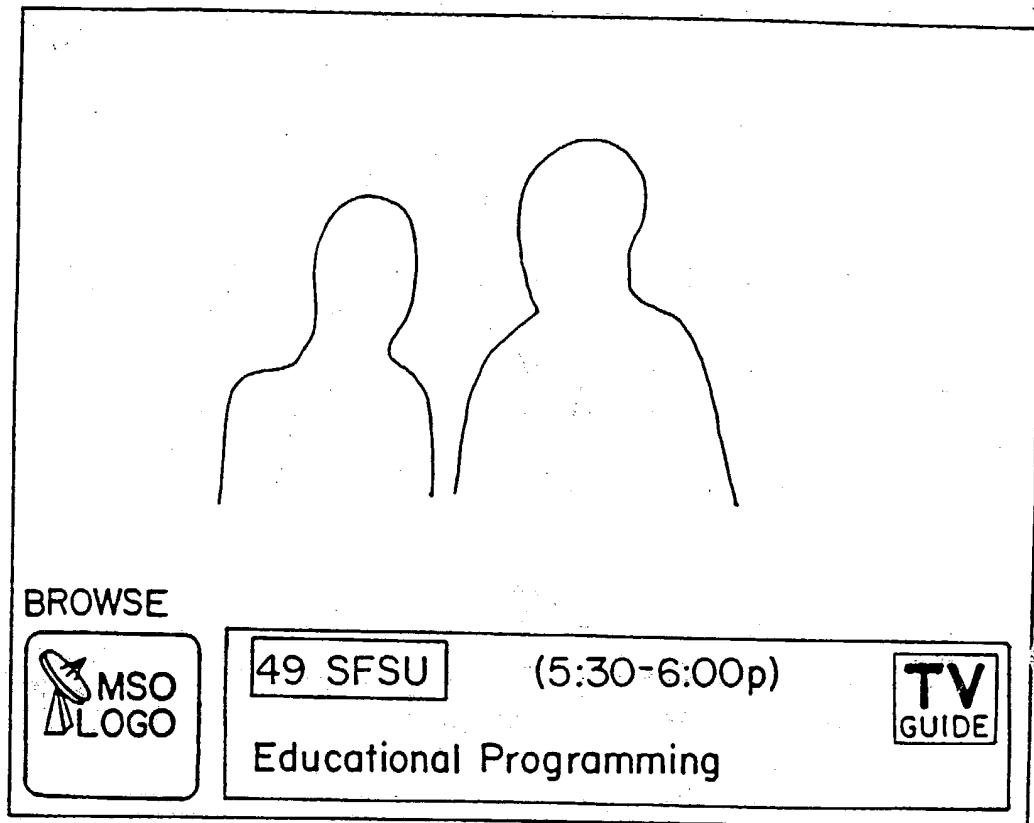 BROWSE
MSO
LOGO
49 SFSU (5:30-6:00p)
Educational Programming
TV
GUIDE